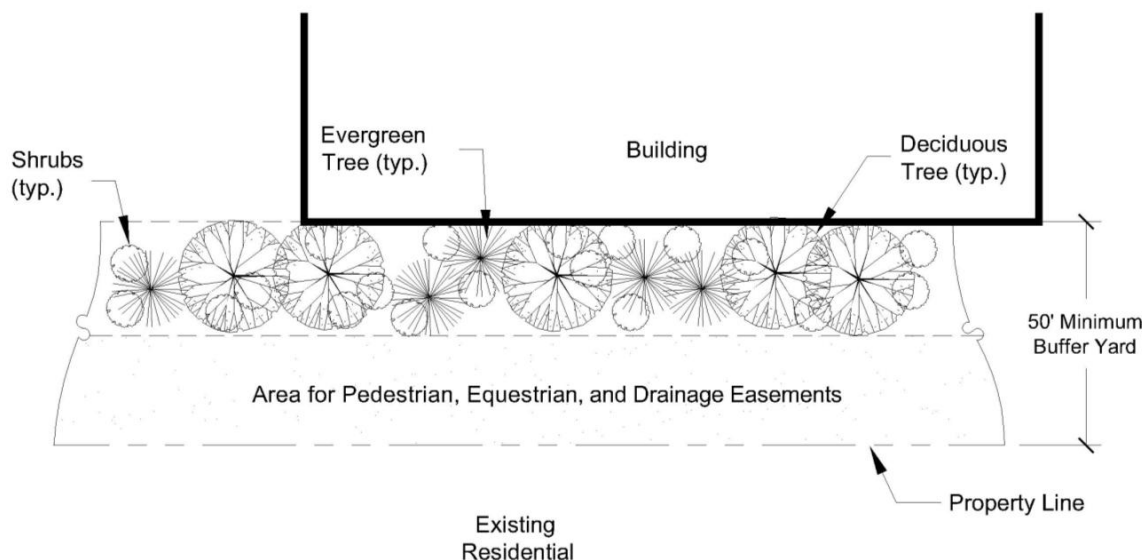 Shrubs
(typ.)
Evergreen
Tree (typ.)
Building
Deciduous
Tree (typ.)
50' Minimum
Buffer Yard
Area for Pedestrian, Equestrian, and Drainage Easements
Property Line
Existing
Residential